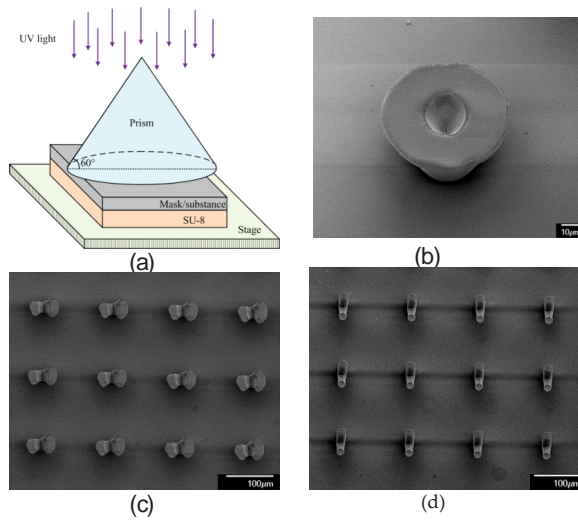 UV light
Prism
60°
Mask/substance
SU-8
Stage
(a)
10μm
(b)
100μm
(c)
100μm
(d)